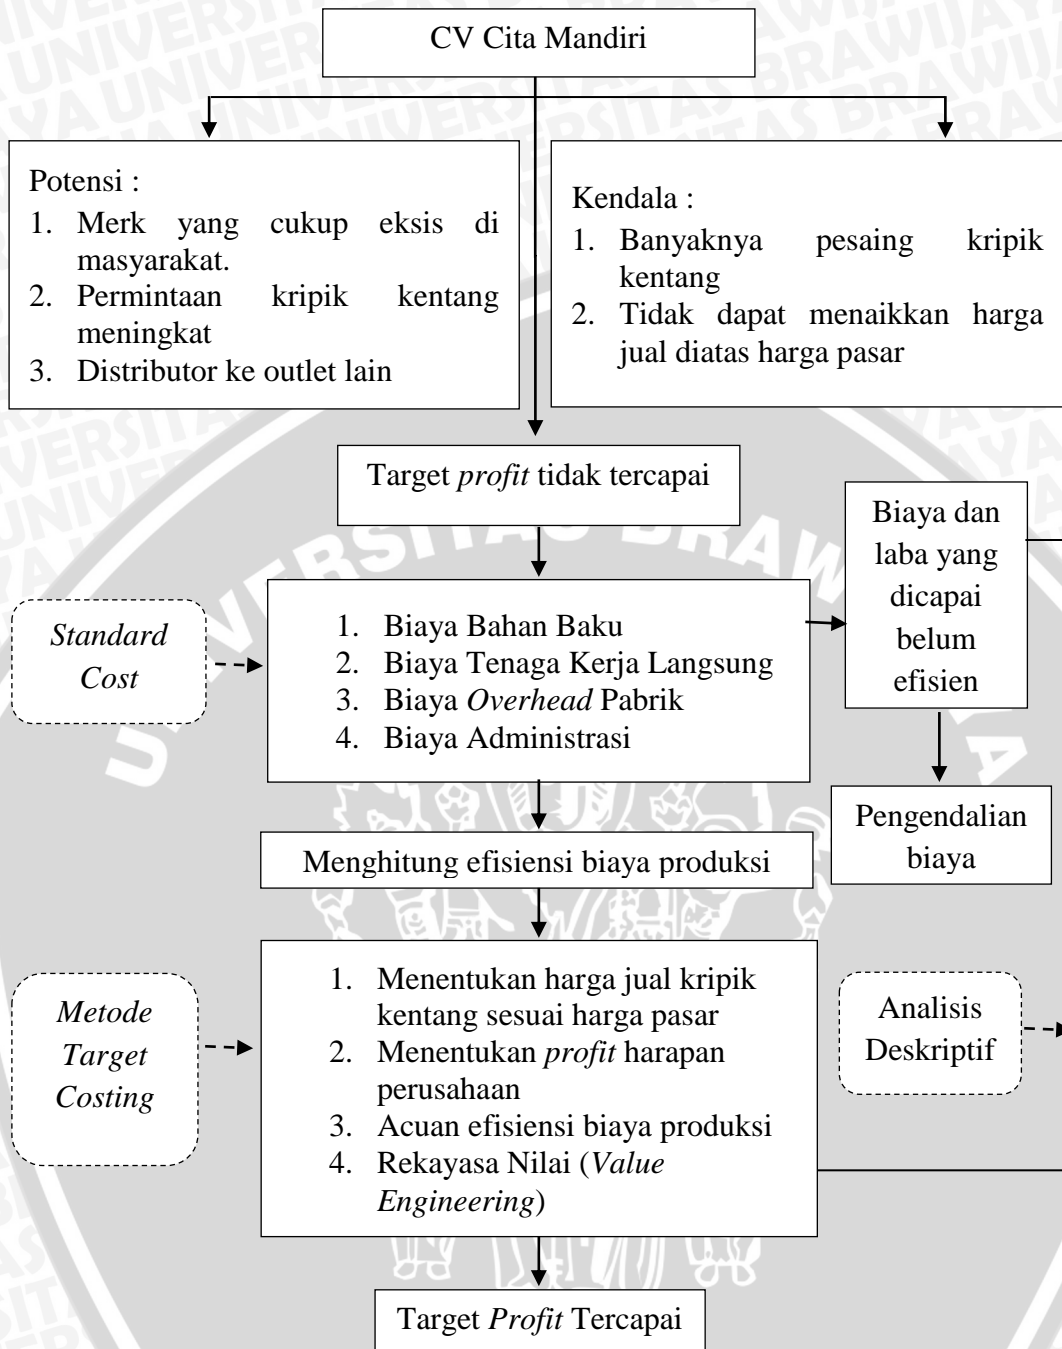 CV Cita Mandiri
Potensi :
1. Merk yang cukup eksis di
masyarakat.
2. Permintaan kripik kentang
meningkat
3. Distributor ke outlet lain
Kendala :
1. Banyaknya pesaing kripik
kentang
2. Tidak dapat menaikkan harga
jual diatas harga pasar
Target profit tidak tercapai
Biaya dan
laba yang
dicapai
belum
efisien
Standard
Cost
1. Biaya Bahan Baku
2. Biaya Tenaga Kerja Langsung
3. Biaya Overhead Pabrik
4. Biaya Administrasi
Pengendalian
biaya
Menghitung efisiensi biaya produksi
Metode
Target
Costing
1. Menentukan harga jual kripik
kentang sesuai harga pasar
2. Menentukan profit harapan
perusahaan
3. Acuan efisiensi biaya produksi
4. Rekayasa Nilai (Value
Engineering)
Analisis
Deskriptif
Target Profit Tercapai
UNIVERSITAS BRAWIJAYA